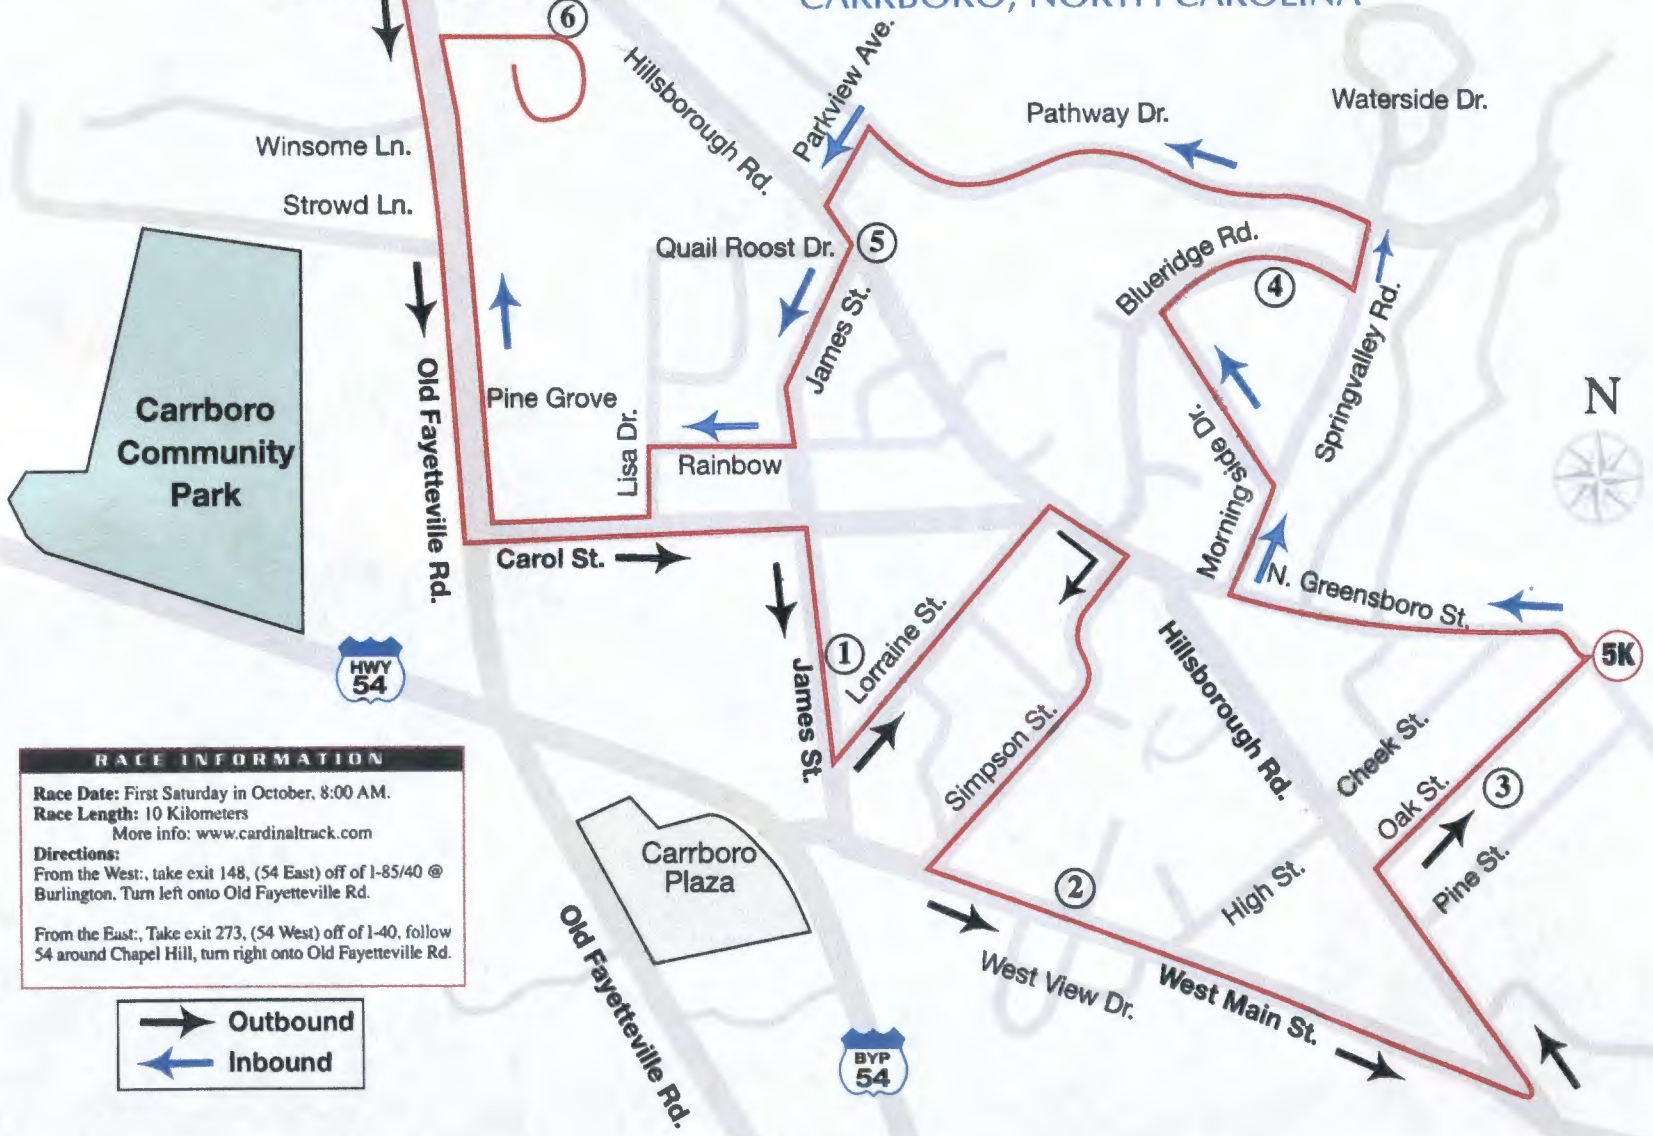 CARRBORO, NORTH CAROLINA
6
Hillsborough Rd.
Parkview Ave.
Pathway Dr.
Waterside Dr.
Winsome Ln.
Strowd Ln.
Quail Roost Dr.
5
Blueridge Rd.
4
James St.
Springvalley Rd.
N
Old Fayetteville Rd.
Pine Grove
Carrboro
Community
Park
Lisa Dr.
Rainbow
Morningside Dr.
Carol St.
N. Greensboro St.
HWY
54
James St.
1
Lorraine St.
Hillsborough Rd.
5K
Simpson St.
Cheek St.
Oak St.
3
Pine St.
High St.
2
Carrboro
Plaza
West View Dr.
West Main St.
Old Fayetteville Rd.
BYP
54
RACE INFORMATION
Race Date: First Saturday in October, 8:00 AM.
Race Length: 10 Kilometers
More info: www.cardinaltrack.com
Directions:
From the West:, take exit 148, (54 East) off of I-85/40 @
Burlington. Turn left onto Old Fayetteville Rd.
From the East:, Take exit 273, (54 West) off of I-40, follow
54 around Chapel Hill, turn right onto Old Fayetteville Rd.
Outbound
Inbound